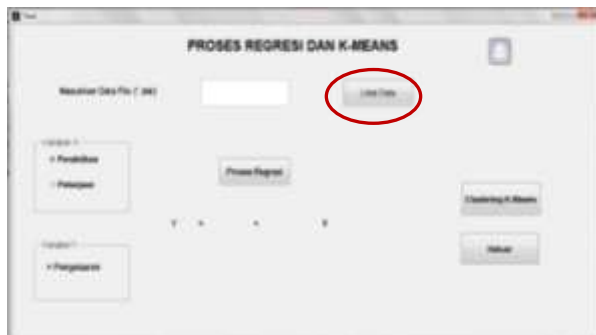 PROSES REGRESI DAN K-MEANS
Masukkan Data File (*.xls)
Lihat Data
Variabel X
Pendidikan
Pekerjaan
Proses Regresi
Y = + X
Clustering K-Means
Keluar
Variabel Y
Pengeluaran